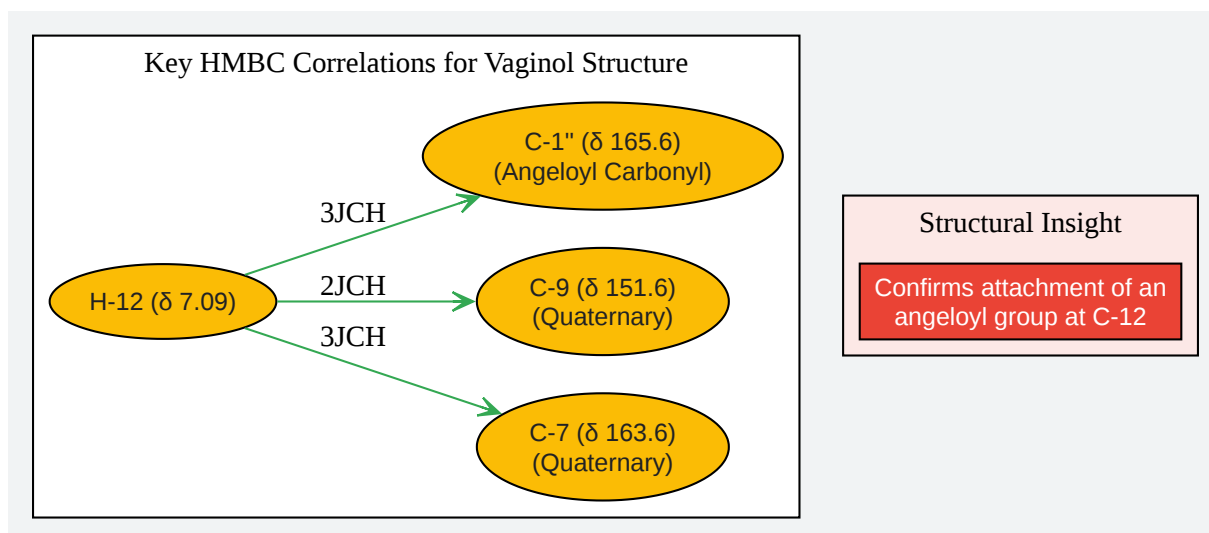 Key HMBC Correlations for Vaginol Structure
C-1" (δ 165.6)
(Angeloyl Carbonyl)
3JCH
H-12 (δ 7.09)
2JCH
C-9 (δ 151.6)
(Quaternary)
3JCH
C-7 (δ 163.6)
(Quaternary)
Structural Insight
Confirms attachment of an
angeloyl group at C-12